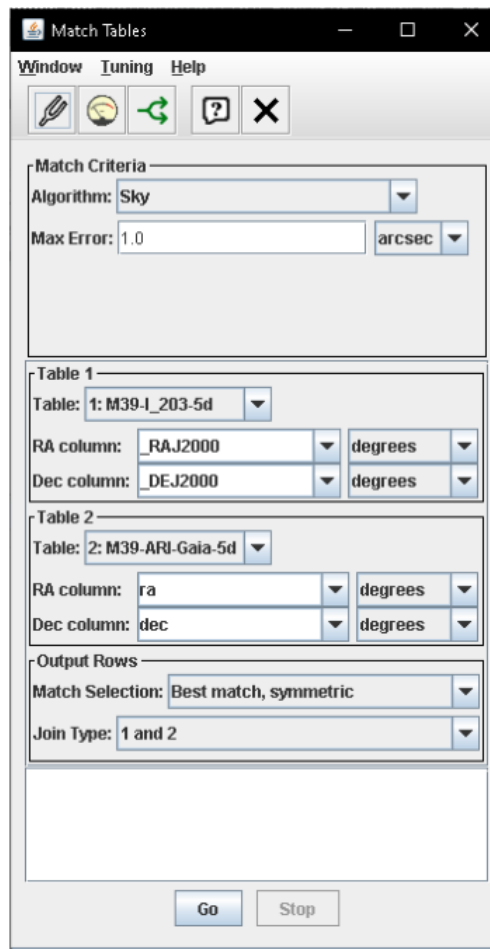 Match Tables
Window Tuning Help
Match Criteria
Algorithm: Sky
Max Error: 1.0 arcsec
Table 1
Table: 1: M39-I_203-5d
RA column: _RAJ2000 degrees
Dec column: _DEJ2000 degrees
Table 2
Table: 2: M39-ARI-Gaia-5d
RA column: ra degrees
Dec column: dec degrees
Output Rows
Match Selection: Best match, symmetric
Join Type: 1 and 2
Go Stop